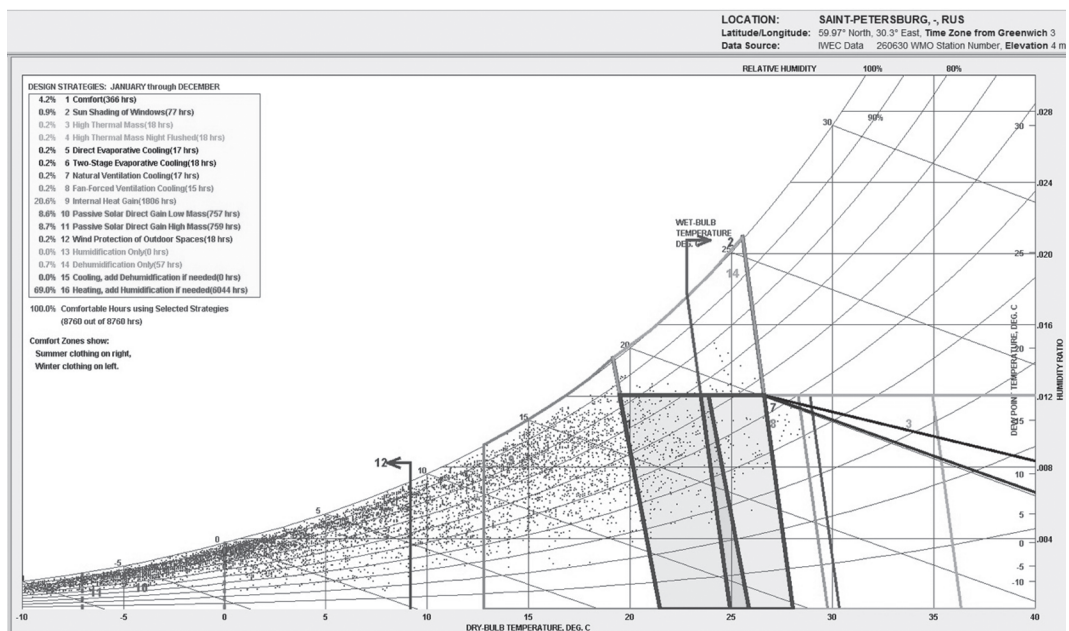 LOCATION: SAINT-PETERSBURG, -, RUS
Latitude/Longitude: 59.97° North, 30.3° East, Time Zone from Greenwich 3
Data Source: IWEC Data 260630 WMO Station Number, Elevation 4 m
RELATIVE HUMIDITY 100% 80%
DESIGN STRATEGIES: JANUARY through DECEMBER
4.2% 1 Comfort(366 hrs)
0.9% 2 Sun Shading of Windows(77 hrs)
0.2% 3 High Thermal Mass(18 hrs)
0.2% 4 High Thermal Mass Night Flushed(18 hrs)
0.2% 5 Direct Evaporative Cooling(17 hrs)
0.2% 6 Two-Stage Evaporative Cooling(18 hrs)
0.2% 7 Natural Ventilation Cooling(17 hrs)
0.2% 8 Fan-Forced Ventilation Cooling(15 hrs)
20.6% 9 Internal Heat Gain(1806 hrs)
8.6% 10 Passive Solar Direct Gain Low Mass(757 hrs)
8.7% 11 Passive Solar Direct Gain High Mass(759 hrs)
0.2% 12 Wind Protection of Outdoor Spaces(18 hrs)
0.0% 13 Humidification Only(0 hrs)
0.7% 14 Dehumidification Only(57 hrs)
0.0% 15 Cooling, add Dehumidification if needed(0 hrs)
69.0% 16 Heating, add Humidification if needed(6044 hrs)
100.0% Comfortable Hours using Selected Strategies
(8760 out of 8760 hrs)
Comfort Zones show:
Summer clothing on right,
Winter clothing on left.
90%
30
30
.028
.024
WET-BULB
TEMPERATURE
DEG. C
2
25
14
25
.020
.016
20
20
.012
15
7
8
3
15
12
10
.008
10
5
5
0
.004
0
-5
-5
-10
11
10
DEW POINT TEMPERATURE, DEG. C
HUMIDITY RATIO
-10 -5 0 5 10 15 20 25 30 35 40
DRY-BULB TEMPERATURE, DEG. C